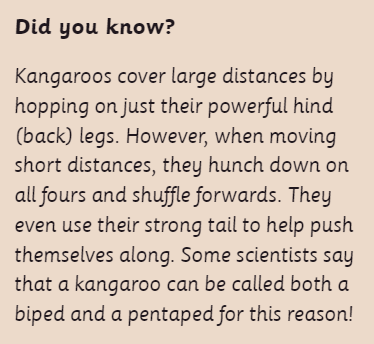 Did you know?
Kangaroos cover large distances by
hopping on just their powerful hind
(back) legs. However, when moving
short distances, they hunch down on
all fours and shuffle forwards. They
even use their strong tail to help push
themselves along. Some scientists say
that a kangaroo can be called both a
biped and a pentaped for this reason!